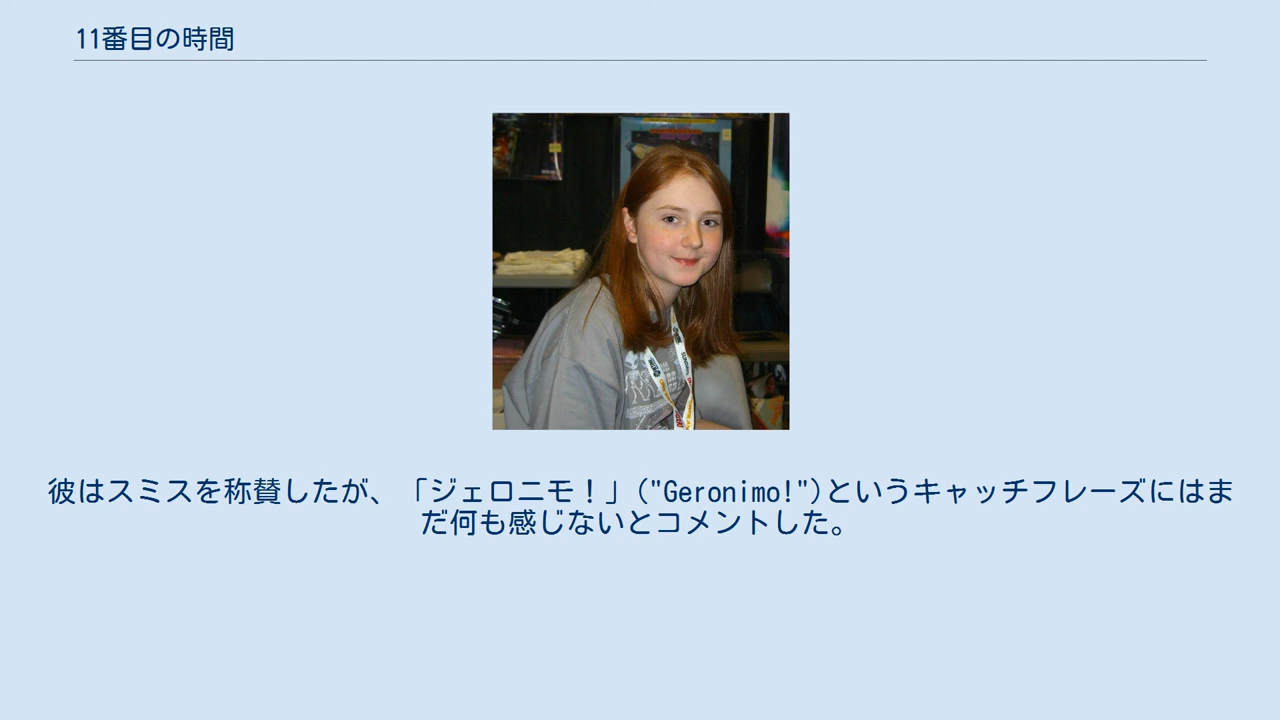 11番目の時間
彼はスミスを称賛したが、「ジェロニモ！」("Geronimo!")というキャッチフレーズにはま
だ何も感じないとコメントした。